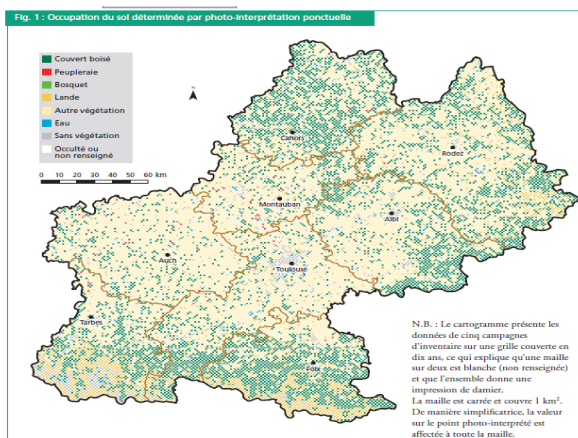 Fig. 1 : Occupation du sol déterminée par photo-interprétation ponctuelle
Couvert boisé
Peupleraie
Bosquet
Lande
Autre végétation
Eau
Sans végétation
Occulté ou
non renseigné
N
0 10 20 30 40 50 60 km
Cahors
Rodez
Montauban
Albi
Auch
Toulouse
Tarbes
Foix
N.B. : Le cartogramme présente les
données de cinq campagnes
d'inventaire sur une grille couverte en
dix ans, ce qui explique qu'une maille
sur deux est blanche (non renseignée)
et que l'ensemble donne une
impression de damier.
La maille est carrée et couvre 1 km².
De manière simplificatrice, la valeur
sur le point photo-interprété est
affectée à toute la maille.